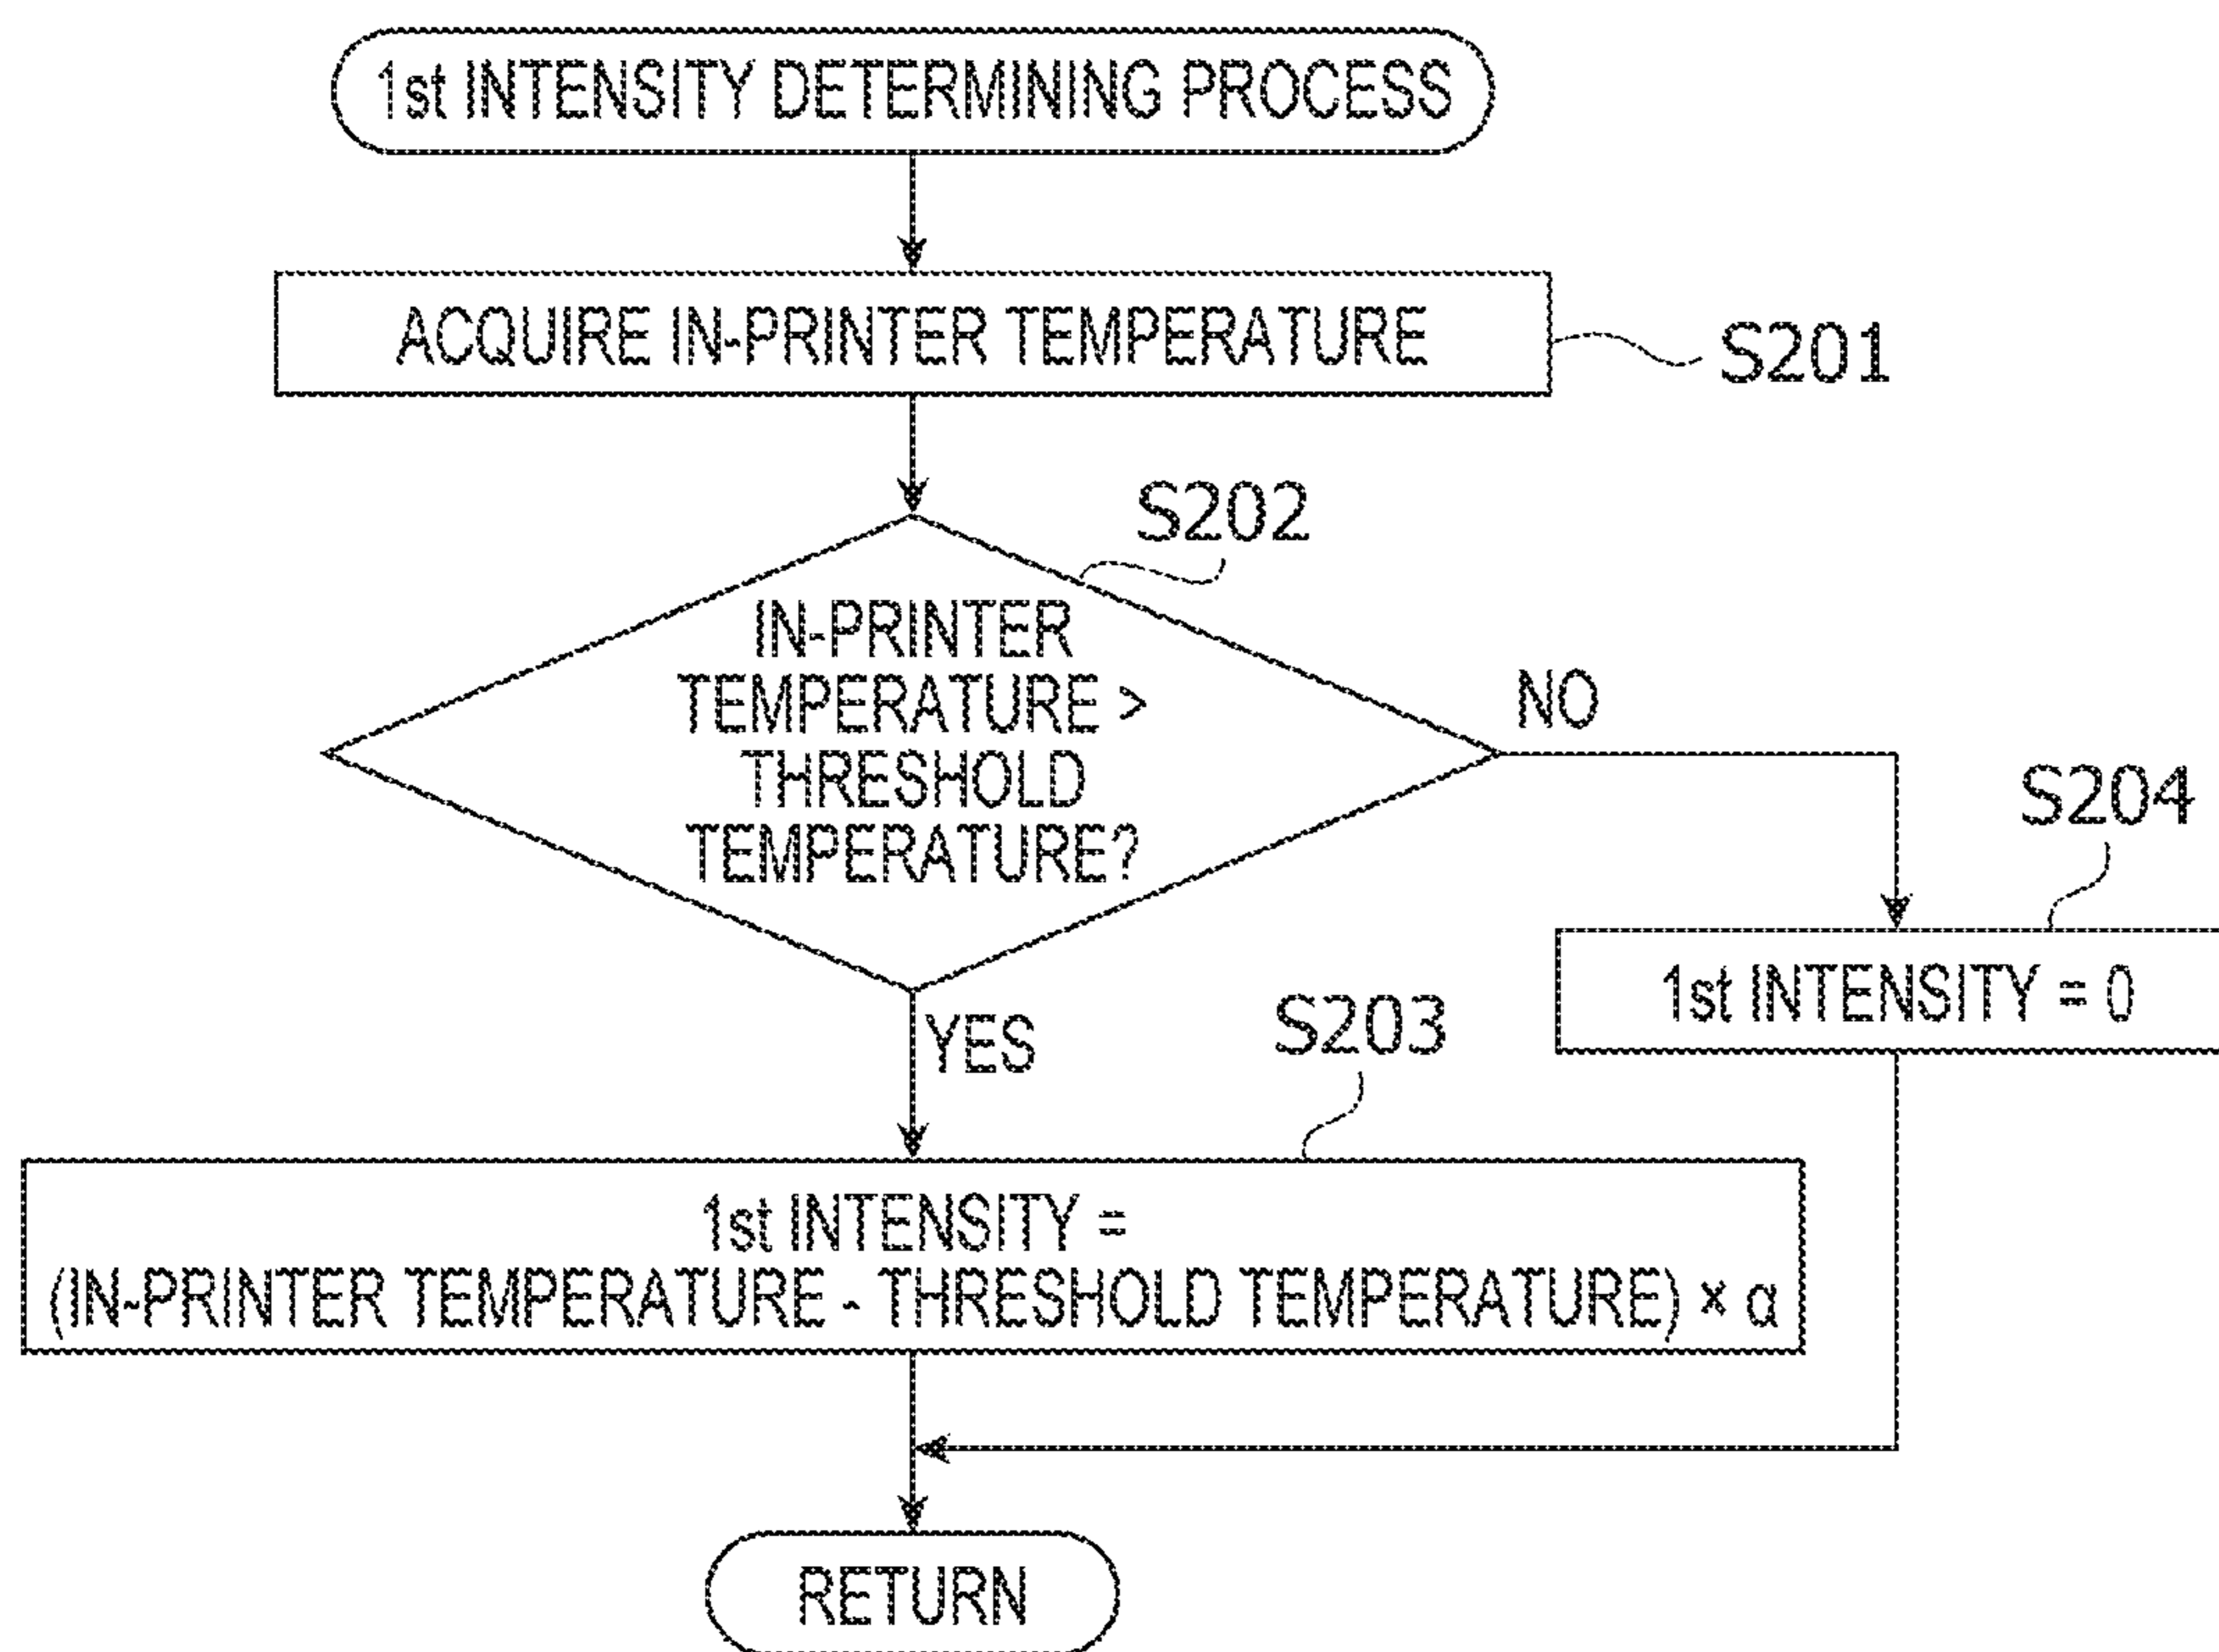 1st INTENSITY DETERMINING PROCESS
ACQUIRE IN-PRINTER TEMPERATURE
S201
S202
IN-PRINTER
TEMPERATURE >
THRESHOLD
TEMPERATURE?
NO
S204
1st INTENSITY = 0
YES
S203
1st INTENSITY =
(IN-PRINTER TEMPERATURE - THRESHOLD TEMPERATURE) × α
RETURN